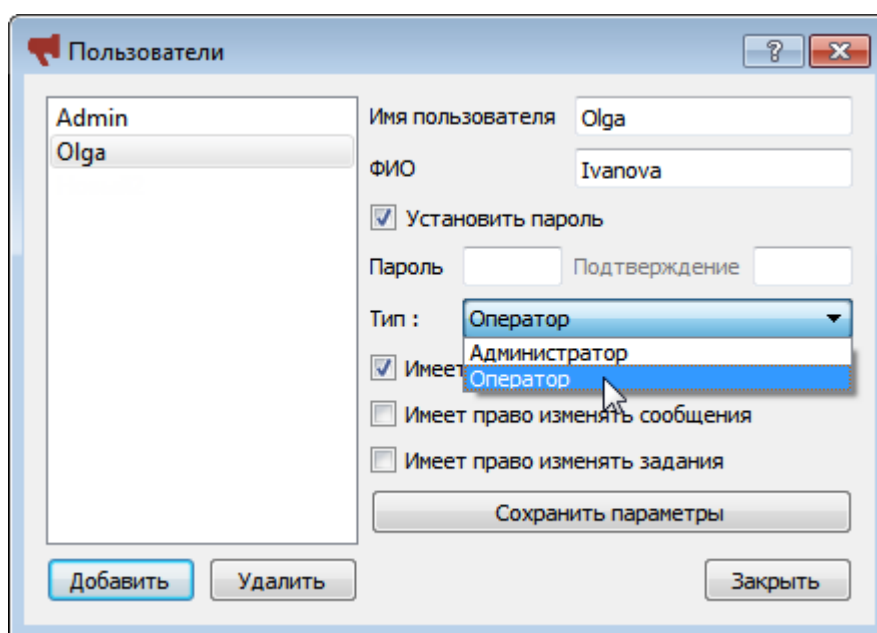 Пользователи
Admin
Olga
Имя пользователя Olga
ФИО Ivanova
Установить пароль
Пароль Подтверждение
Тип : Оператор
Администратор
Имеет
Оператор
Имеет право изменять сообщения
Имеет право изменять задания
Сохранить параметры
Добавить Удалить Закрыть